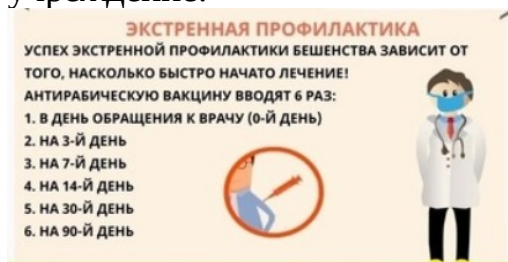 учреждение.
ЭКСТРЕННАЯ ПРОФИЛАКТИКА
УСПЕХ ЭКСТРЕННОЙ ПРОФИЛАКТИКИ БЕШЕНСТВА ЗАВИСИТ ОТ
ТОГО, НАСКОЛЬКО БЫСТРО НАЧАТО ЛЕЧЕНИЕ!
АНТИРАБИЧЕСКУЮ ВАКЦИНУ ВВОДЯТ 6 РАЗ:
1. В ДЕНЬ ОБРАЩЕНИЯ К ВРАЧУ (0-Й ДЕНЬ)
2. НА 3-Й ДЕНЬ
3. НА 7-Й ДЕНЬ
4. НА 14-Й ДЕНЬ
5. НА 30-Й ДЕНЬ
6. НА 90-Й ДЕНЬ